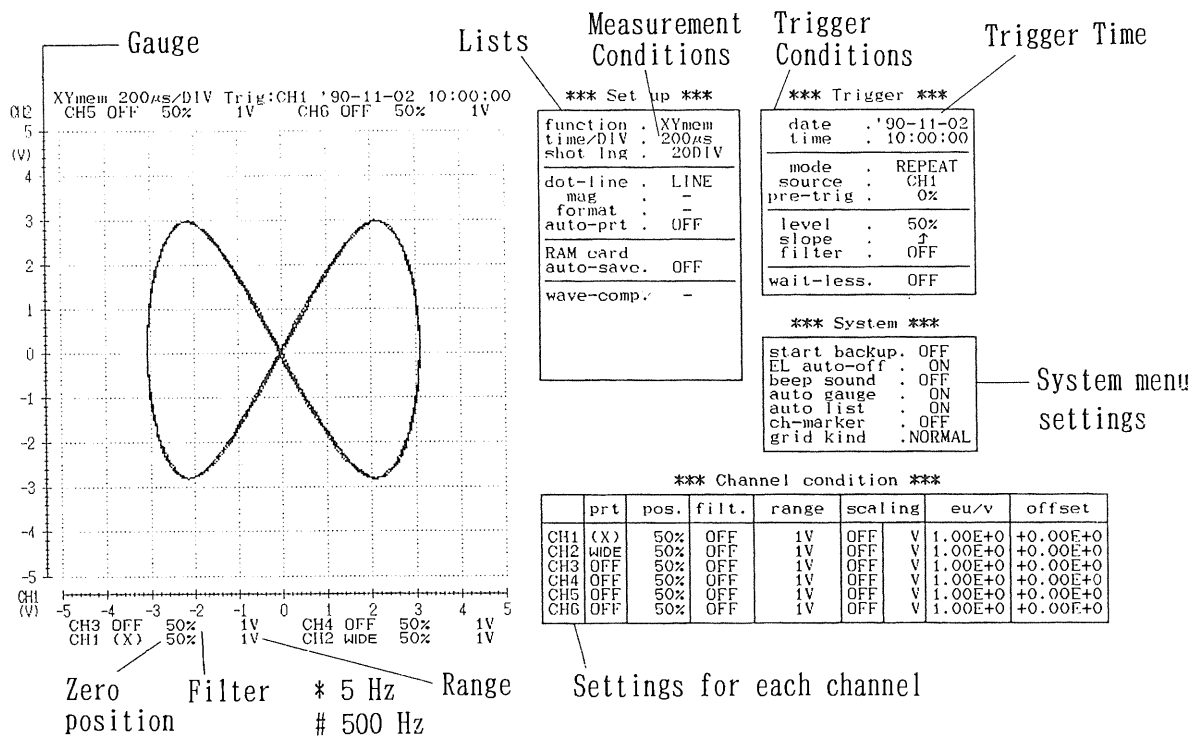 Gauge
Lists
Measurement
Conditions
Trigger
Conditions
Trigger Time
XYmem 200µs/DIV Trig:CH1 '90-11-02 10:00:00
CH5 OFF 50% 1V CH6 OFF 50% 1V
CH2
(V)
5
4
3
2
1
0
-1
-2
-3
-4
-5
CH1
(V)
-5 -4 -3 -2 -1 0 1 2 3 4 5
CH3 OFF 50% 1V CH4 OFF 50% 1V
CH1 (X) 50% 1V CH2 WIDE 50% 1V
Zero
position
Filter
* 5 Hz
# 500 Hz
Range
*** Set up ***
function . XYmem
time/DIV . 200µs
shot lng . 20DIV
dot-line . LINE
mag . -
format . -
auto-prt . OFF
RAM card
auto-save. OFF
wave-comp. -
*** Trigger ***
date .'90-11-02
time . 10:00:00
mode . REPEAT
source . CH1
pre-trig . 0%
level . 50%
slope . ↑
filter . OFF
wait-less. OFF
*** System ***
start backup. OFF
EL auto-off . ON
beep sound . OFF
auto gauge . ON
auto list . ON
ch-marker . OFF
grid kind .NORMAL
System menu
settings
*** Channel condition ***
prt pos. filt. range scaling eu/v offset
CH1 (X) 50% OFF 1V OFF V 1.00E+0 +0.00E+0
CH2 WIDE 50% OFF 1V OFF V 1.00E+0 +0.00E+0
CH3 OFF 50% OFF 1V OFF V 1.00E+0 +0.00E+0
CH4 OFF 50% OFF 1V OFF V 1.00E+0 +0.00E+0
CH5 OFF 50% OFF 1V OFF V 1.00E+0 +0.00E+0
CH6 OFF 50% OFF 1V OFF V 1.00E+0 +0.00E+0
Settings for each channel